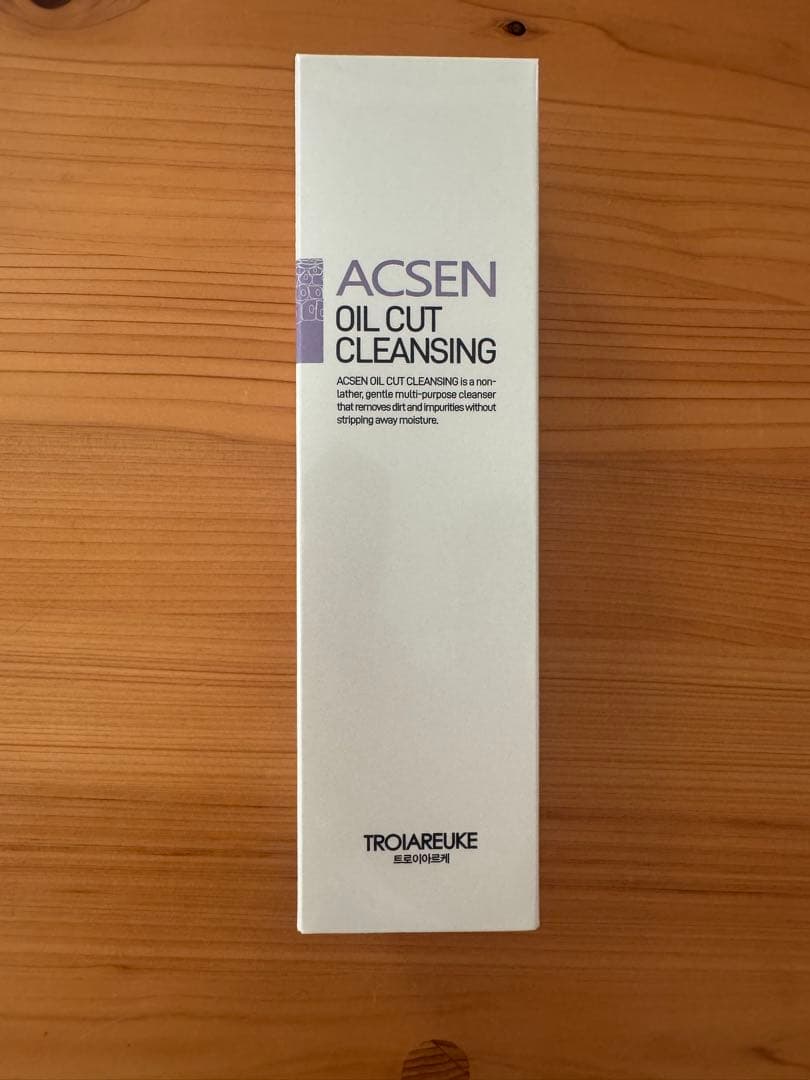 ACSEN
OIL CUT
CLEANSING
ACSEN OIL CUT CLEANSING is a non-
lather, gentle multi-purpose cleanser
that removes dirt and impurities without
stripping away moisture.
TROIAREUKE
트로이아르케